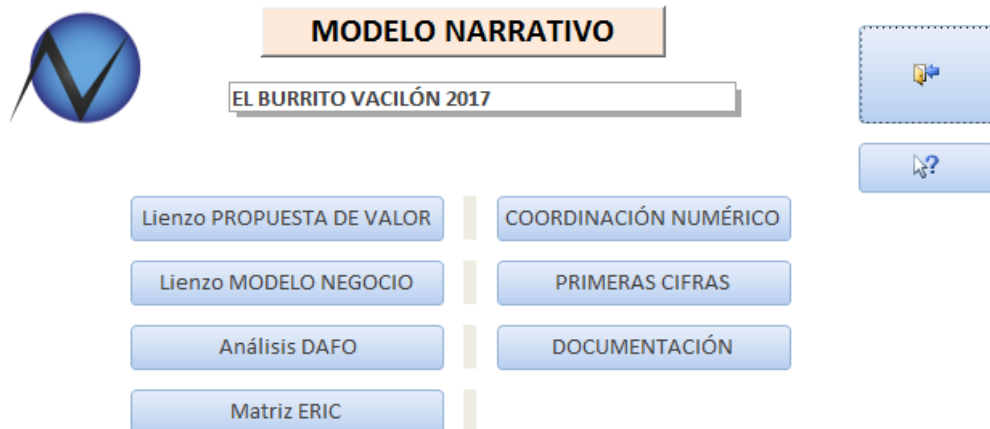 MODELO NARRATIVO
EL BURRITO VACILÓN 2017
Lienzo PROPUESTA DE VALOR
COORDINACIÓN NUMÉRICO
Lienzo MODELO NEGOCIO
PRIMERAS CIFRAS
Análisis DAFO
DOCUMENTACIÓN
Matriz ERIC